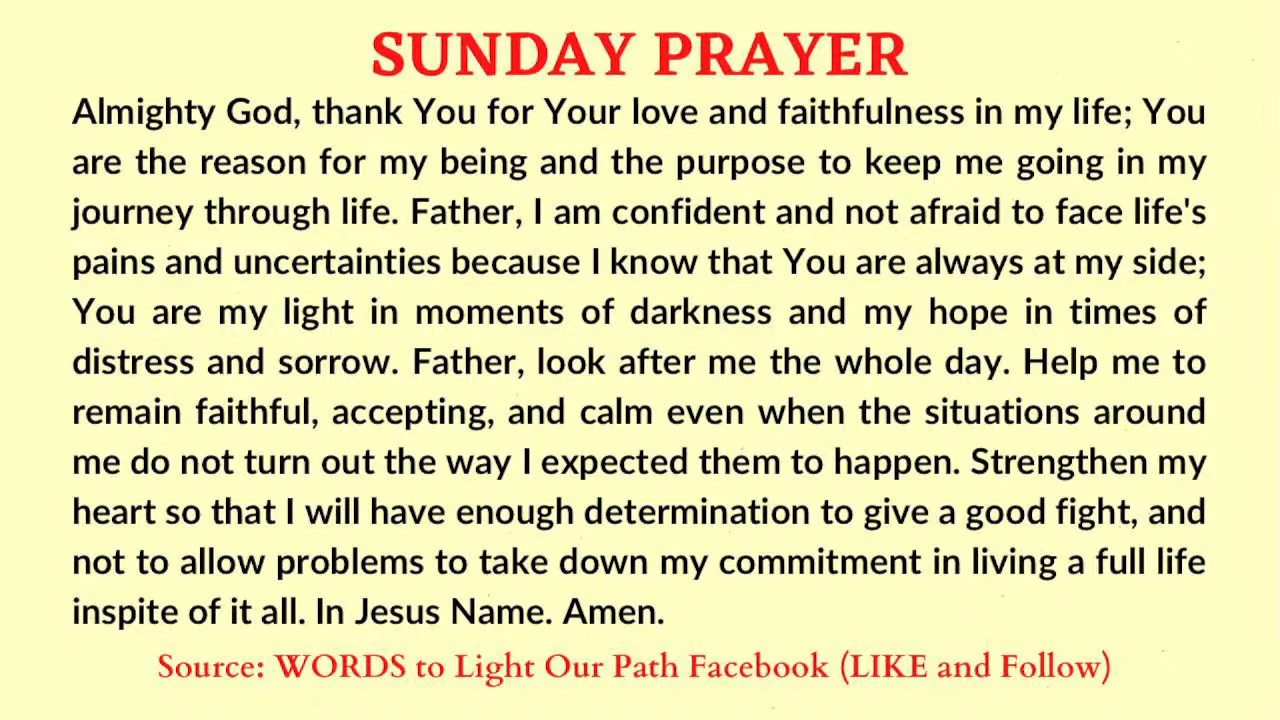 SUNDAY PRAYER
Almighty God, thank You for Your love and faithfulness in my life; You
are the reason for my being and the purpose to keep me going in my
journey through life. Father, I am confident and not afraid to face life's
pains and uncertainties because I know that You are always at my side;
You are my light in moments of darkness and my hope in times of
distress and sorrow. Father, look after me the whole day. Help me to
remain faithful, accepting, and calm even when the situations around
me do not turn out the way I expected them to happen. Strengthen my
heart so that I will have enough determination to give a good fight, and
not to allow problems to take down my commitment in living a full life
inspite of it all. In Jesus Name. Amen.
Source: WORDS to Light Our Path Facebook (LIKE and Follow)